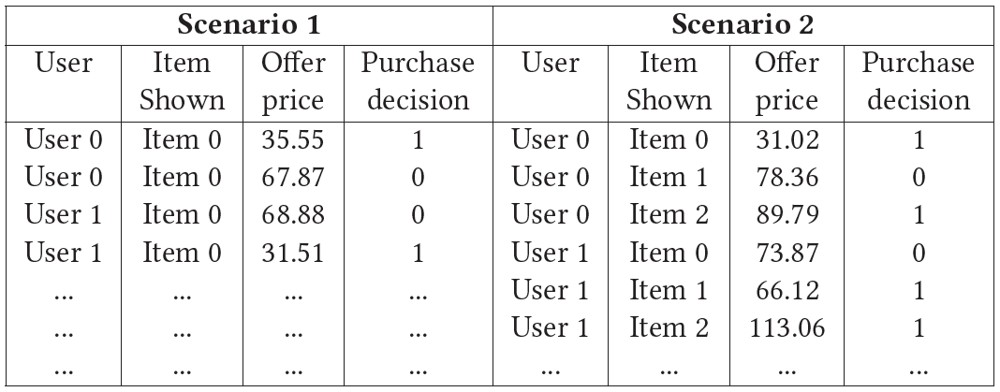 Scenario 1 Scenario 2
User Item Offer Purchase User Item Offer Purchase
Shown price decision Shown price decision
User 0 Item 0 35.55 1 User 0 Item 0 31.02 1
User 0 Item 0 67.87 0 User 0 Item 1 78.36 0
User 1 Item 0 68.88 0 User 0 Item 2 89.79 1
User 1 Item 0 31.51 1 User 1 Item 0 73.87 0
... ... ... ... User 1 Item 1 66.12 1
... ... ... ... User 1 Item 2 113.06 1
... ... ... ... ... ... ... ...